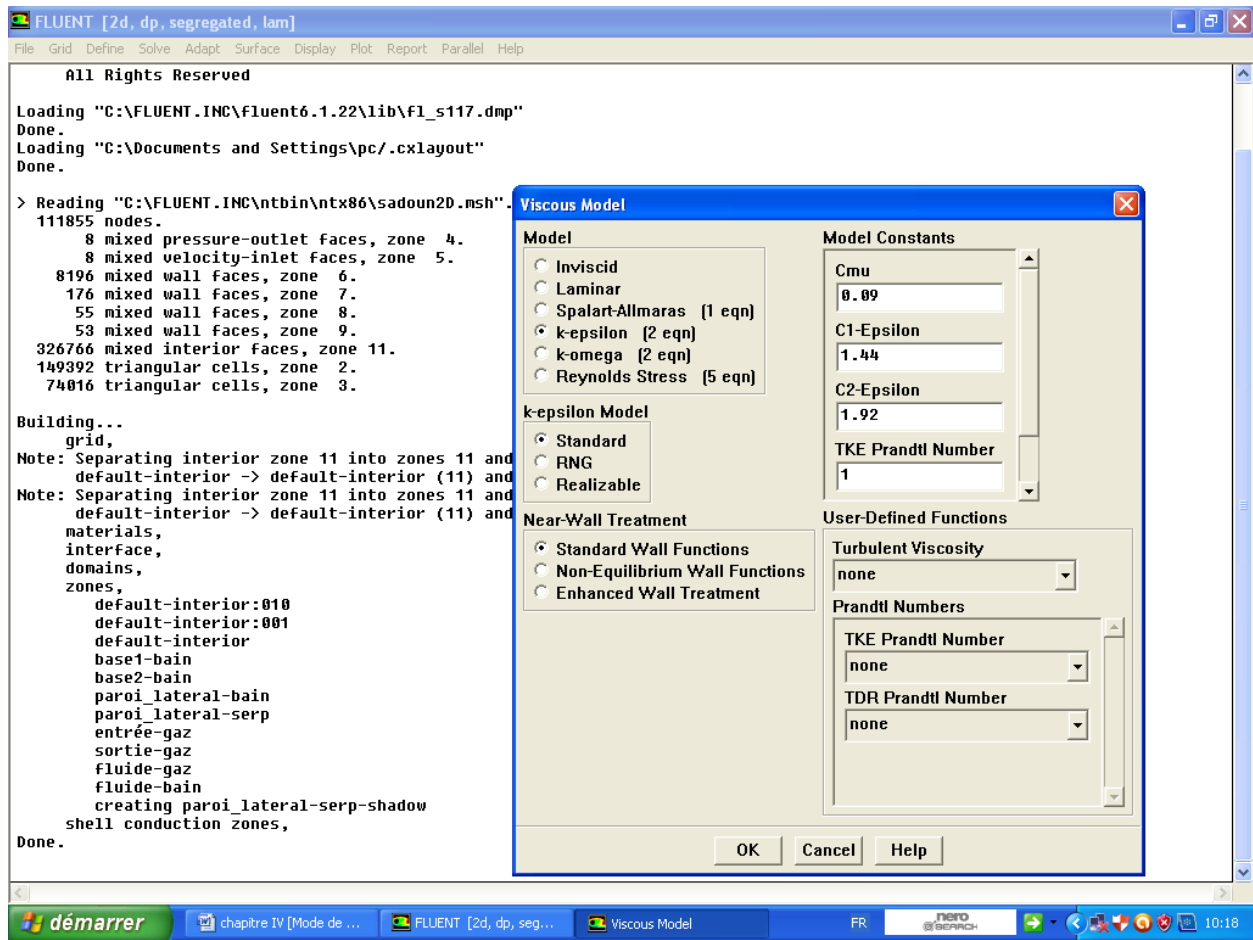 FLUENT [2d, dp, segregated, lam]
File Grid Define Solve Adapt Surface Display Plot Report Parallel Help
All Rights Reserved
Loading "C:\FLUENT.INC\fluent6.1.22\lib\fl_s117.dmp"
Done.
Loading "C:\Documents and Settings\pc/.cxlayout"
Done.
> Reading "C:\FLUENT.INC\ntbin\ntx86\sadoun2D.msh".
111855 nodes.
8 mixed pressure-outlet faces, zone 4.
8 mixed velocity-inlet faces, zone 5.
8196 mixed wall faces, zone 6.
176 mixed wall faces, zone 7.
55 mixed wall faces, zone 8.
53 mixed wall faces, zone 9.
326766 mixed interior faces, zone 11.
149392 triangular cells, zone 2.
74016 triangular cells, zone 3.
Building...
grid,
Note: Separating interior zone 11 into zones 11 and
default-interior -> default-interior (11) and
Note: Separating interior zone 11 into zones 11 and
default-interior -> default-interior (11) and
materials,
interface,
domains,
zones,
default-interior:010
default-interior:001
default-interior
base1-bain
base2-bain
paroi_lateral-bain
paroi_lateral-serp
entrée-gaz
sortie-gaz
fluide-gaz
fluide-bain
creating paroi_lateral-serp-shadow
shell conduction zones,
Done.
Viscous Model
Model
Inviscid
Laminar
Spalart-Allmaras (1 eqn)
k-epsilon (2 eqn)
k-omega (2 eqn)
Reynolds Stress (5 eqn)
k-epsilon Model
Standard
RNG
Realizable
Near-Wall Treatment
Standard Wall Functions
Non-Equilibrium Wall Functions
Enhanced Wall Treatment
Model Constants
Cmu
0.09
C1-Epsilon
1.44
C2-Epsilon
1.92
TKE Prandtl Number
1
User-Defined Functions
Turbulent Viscosity
none
Prandtl Numbers
TKE Prandtl Number
none
TDR Prandtl Number
none
OK Cancel Help
démarrer chapitre IV [Mode de ... FLUENT [2d, dp, seg... Viscous Model FR nero SEARCH 10:18